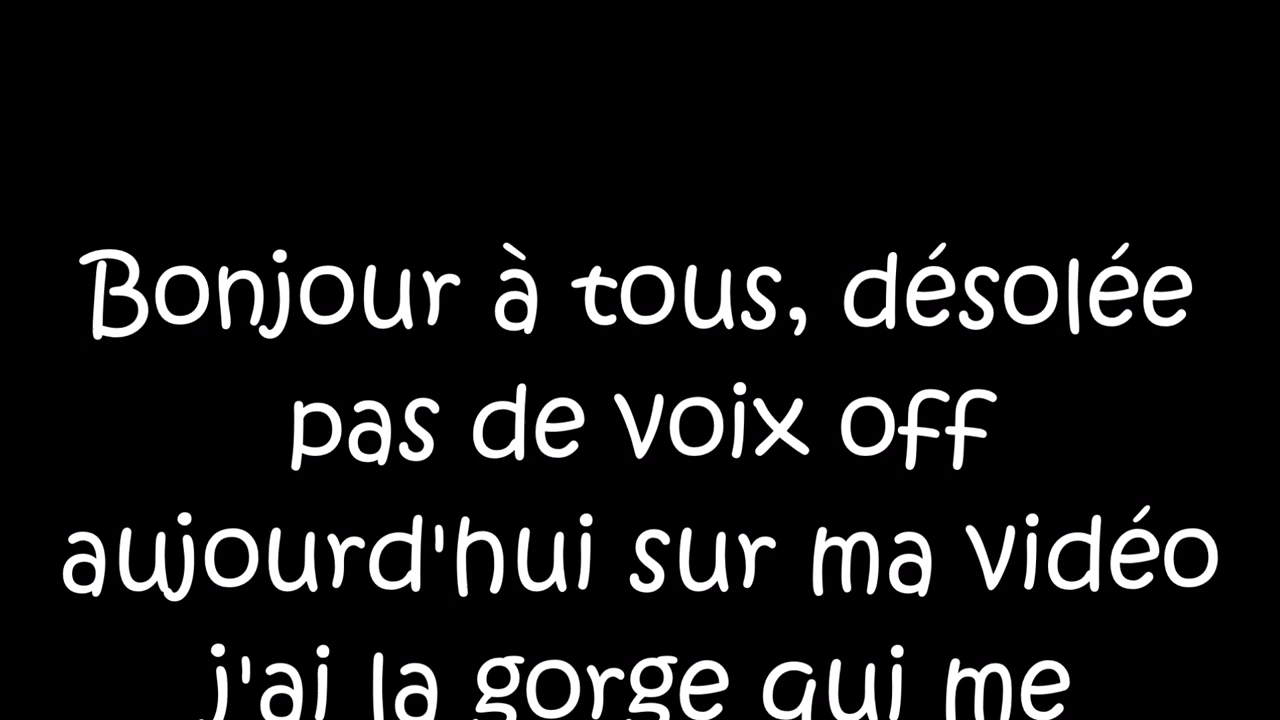 Bonjour à tous, désolée
pas de voix off
aujourd'hui sur ma vidéo
j'ai la gorge qui me